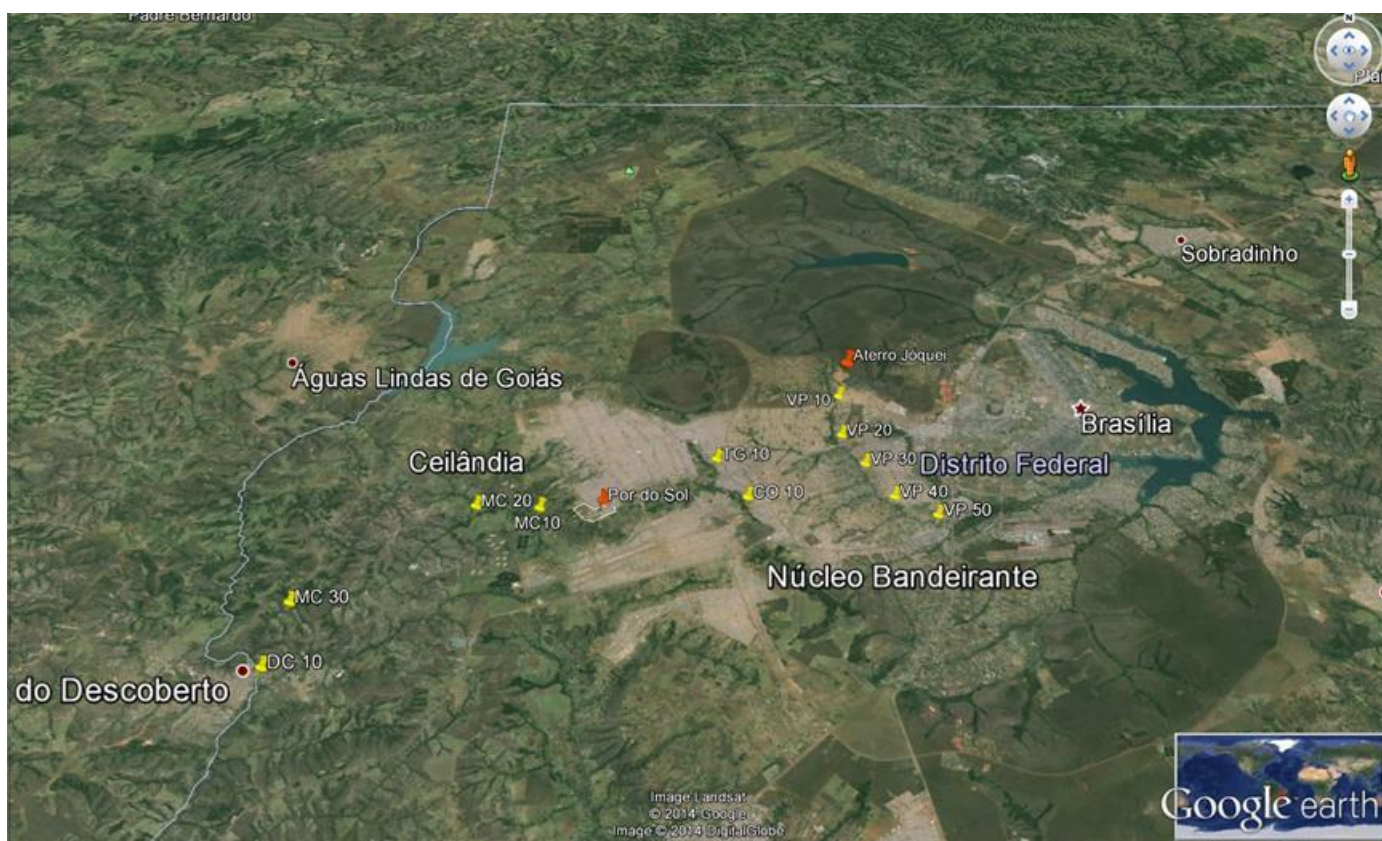 Padre Bernardo
N
Sobradinho
Aterro Jóquei
Águas Lindas de Goiás
VP 10
Brasília
VP 20
Ceilândia
TG 10
VP 30
Distrito Federal
MC 20
MC10
Por do Sol
CO 10
VP 40
VP 50
Núcleo Bandeirante
MC 30
DC 10
do Descoberto
Image Landsat
© 2014 Google
Image © 2014 DigitalGlobe
Google earth